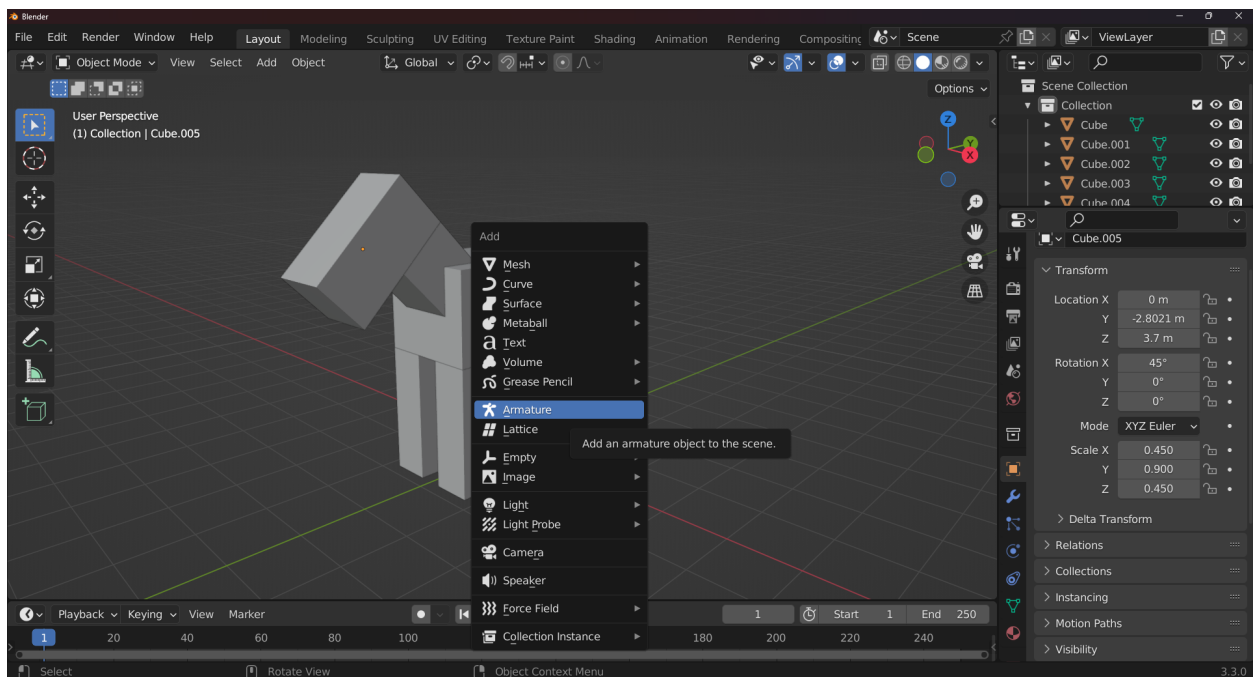 Blender
File Edit Render Window Help Layout Modeling Sculpting UV Editing Texture Paint Shading Animation Rendering Compositing Scene ViewLayer
Object Mode View Select Add Object Global
Options
User Perspective
(1) Collection | Cube.005
Z
Y
X
Scene Collection
Collection
Cube
Cube.001
Cube.002
Cube.003
Cube.004
Add
Mesh
Curve
Surface
Metaball
Text
Volume
Grease Pencil
Armature
Lattice
Add an armature object to the scene.
Empty
Image
Light
Light Probe
Camera
Speaker
Force Field
Collection Instance
Cube.005
Transform
Location X 0 m
Y -2.8021 m
Z 3.7 m
Rotation X 45°
Y 0°
Z 0°
Mode XYZ Euler
Scale X 0.450
Y 0.900
Z 0.450
Delta Transform
Relations
Collections
Instancing
Motion Paths
Visibility
Playback Keying View Marker 1 Start 1 End 250
1 20 40 60 80 100 180 200 220 240
Select Rotate View Object Context Menu 3.3.0